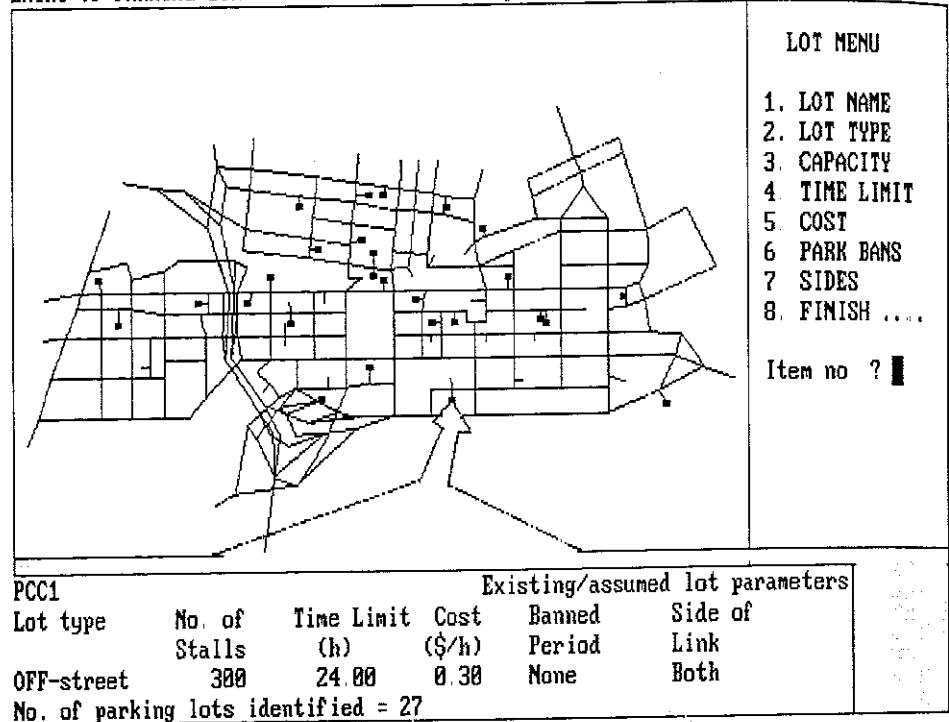 LOT MENU
1. LOT NAME
2. LOT TYPE
3. CAPACITY
4 TIME LIMIT
5 COST
6 PARK BANS
7 SIDES
8. FINISH ....
Item no ?
PCC1 Existing/assumed lot parameters
Lot type No. of Time Limit Cost Banned Side of
Stalls (h) ($/h) Period Link
OFF-street 300 24.00 0.30 None Both
No. of parking lots identified = 27